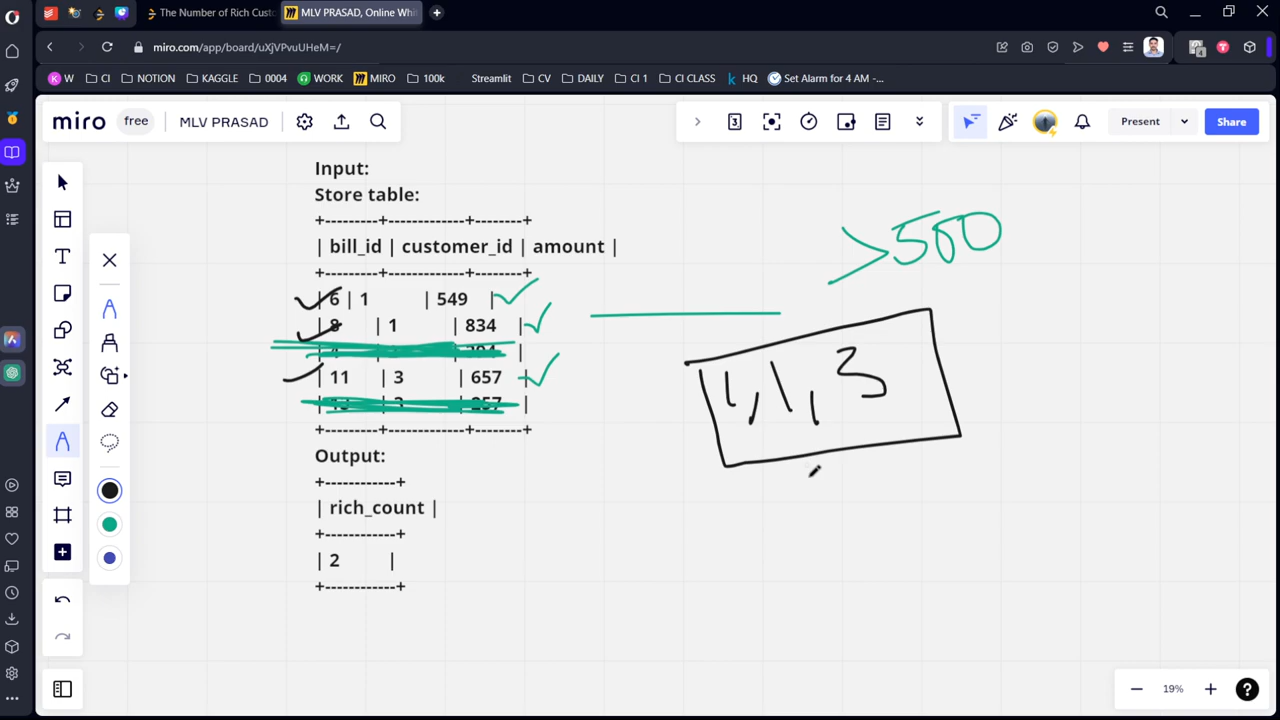 The Number of Rich Custo
MLV PRASAD, Online Whit
miro.com/app/board/uXjVPvuUHeM=/
W CI NOTION KAGGLE 0004 WORK MIRO 100k Streamlit CV DAILY CI 1 CI CLASS HQ Set Alarm for 4 AM -...
miro free MLV PRASAD Present Share
Input:
Store table:
+---------+-------------+--------+
| bill_id | customer_id | amount |
+---------+-------------+--------+
| 6 | 1 | 549 |
| 8 | 1 | 834 |
| 11 | 3 | 657 |
+---------+-------------+--------+
Output:
+------------+
| rich_count |
+------------+
| 2 |
+------------+
>500
1, 1, 3
19%